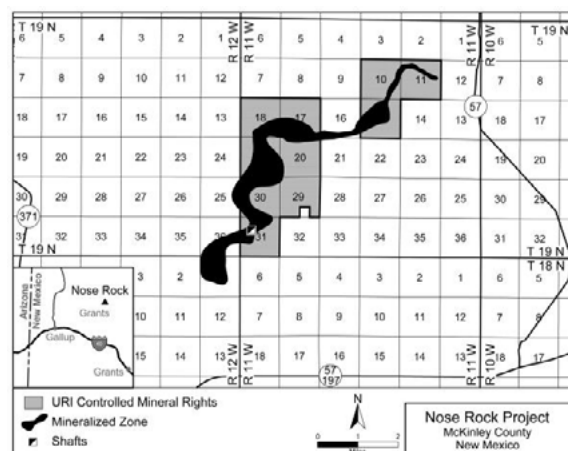 T 19 N R 12 W R 11 W R 11 W R 10 W T 19 N
6 5 4 3 2 1 6 5 4 3 2 1 6 5
7 8 9 10 11 12 7 8 9 10 11 12 7 8
57
18 17 16 15 14 13 18 17 16 14 13 18 17
19 20 21 22 23 24 20 21 22 23 24 19 20
30 29 28 27 26 25 30 29 28 27 26 25 30 29
371
31 32 33 34 35 36 31 32 33 34 35 36 31 32
T 19 N T 19 N
T 18 N
3 2 1 6 5 4 3 2 1 6 5
10 11 12 7 8 9 10 11 12 7 8
15 14 13 18 17 16 15 14 13 18 17
R 12 W R 11 W R 11 W R 10 W
57
197
Arizona
New Mexico
Nose Rock
Grants
Gallup
Grants
URI Controlled Mineral Rights
Mineralized Zone
Shafts
N
0 1 2
Miles
Nose Rock Project
McKinley County
New Mexico